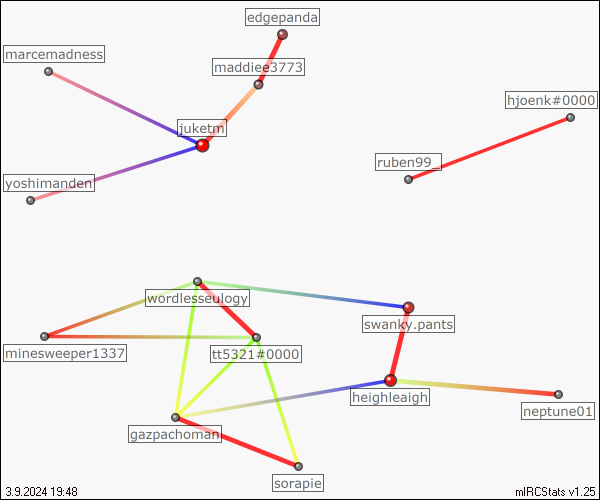 edgepanda
marcemadness
maddiee3773
hjoenk#0000
juketm
ruben99_
yoshimanden
wordlesseulogy
swanky.pants
minesweeper1337
tt5321#0000
heighleaigh
neptune01
gazpachoman
sorapie
3.9.2024 19:48
mIRCStats v1.25